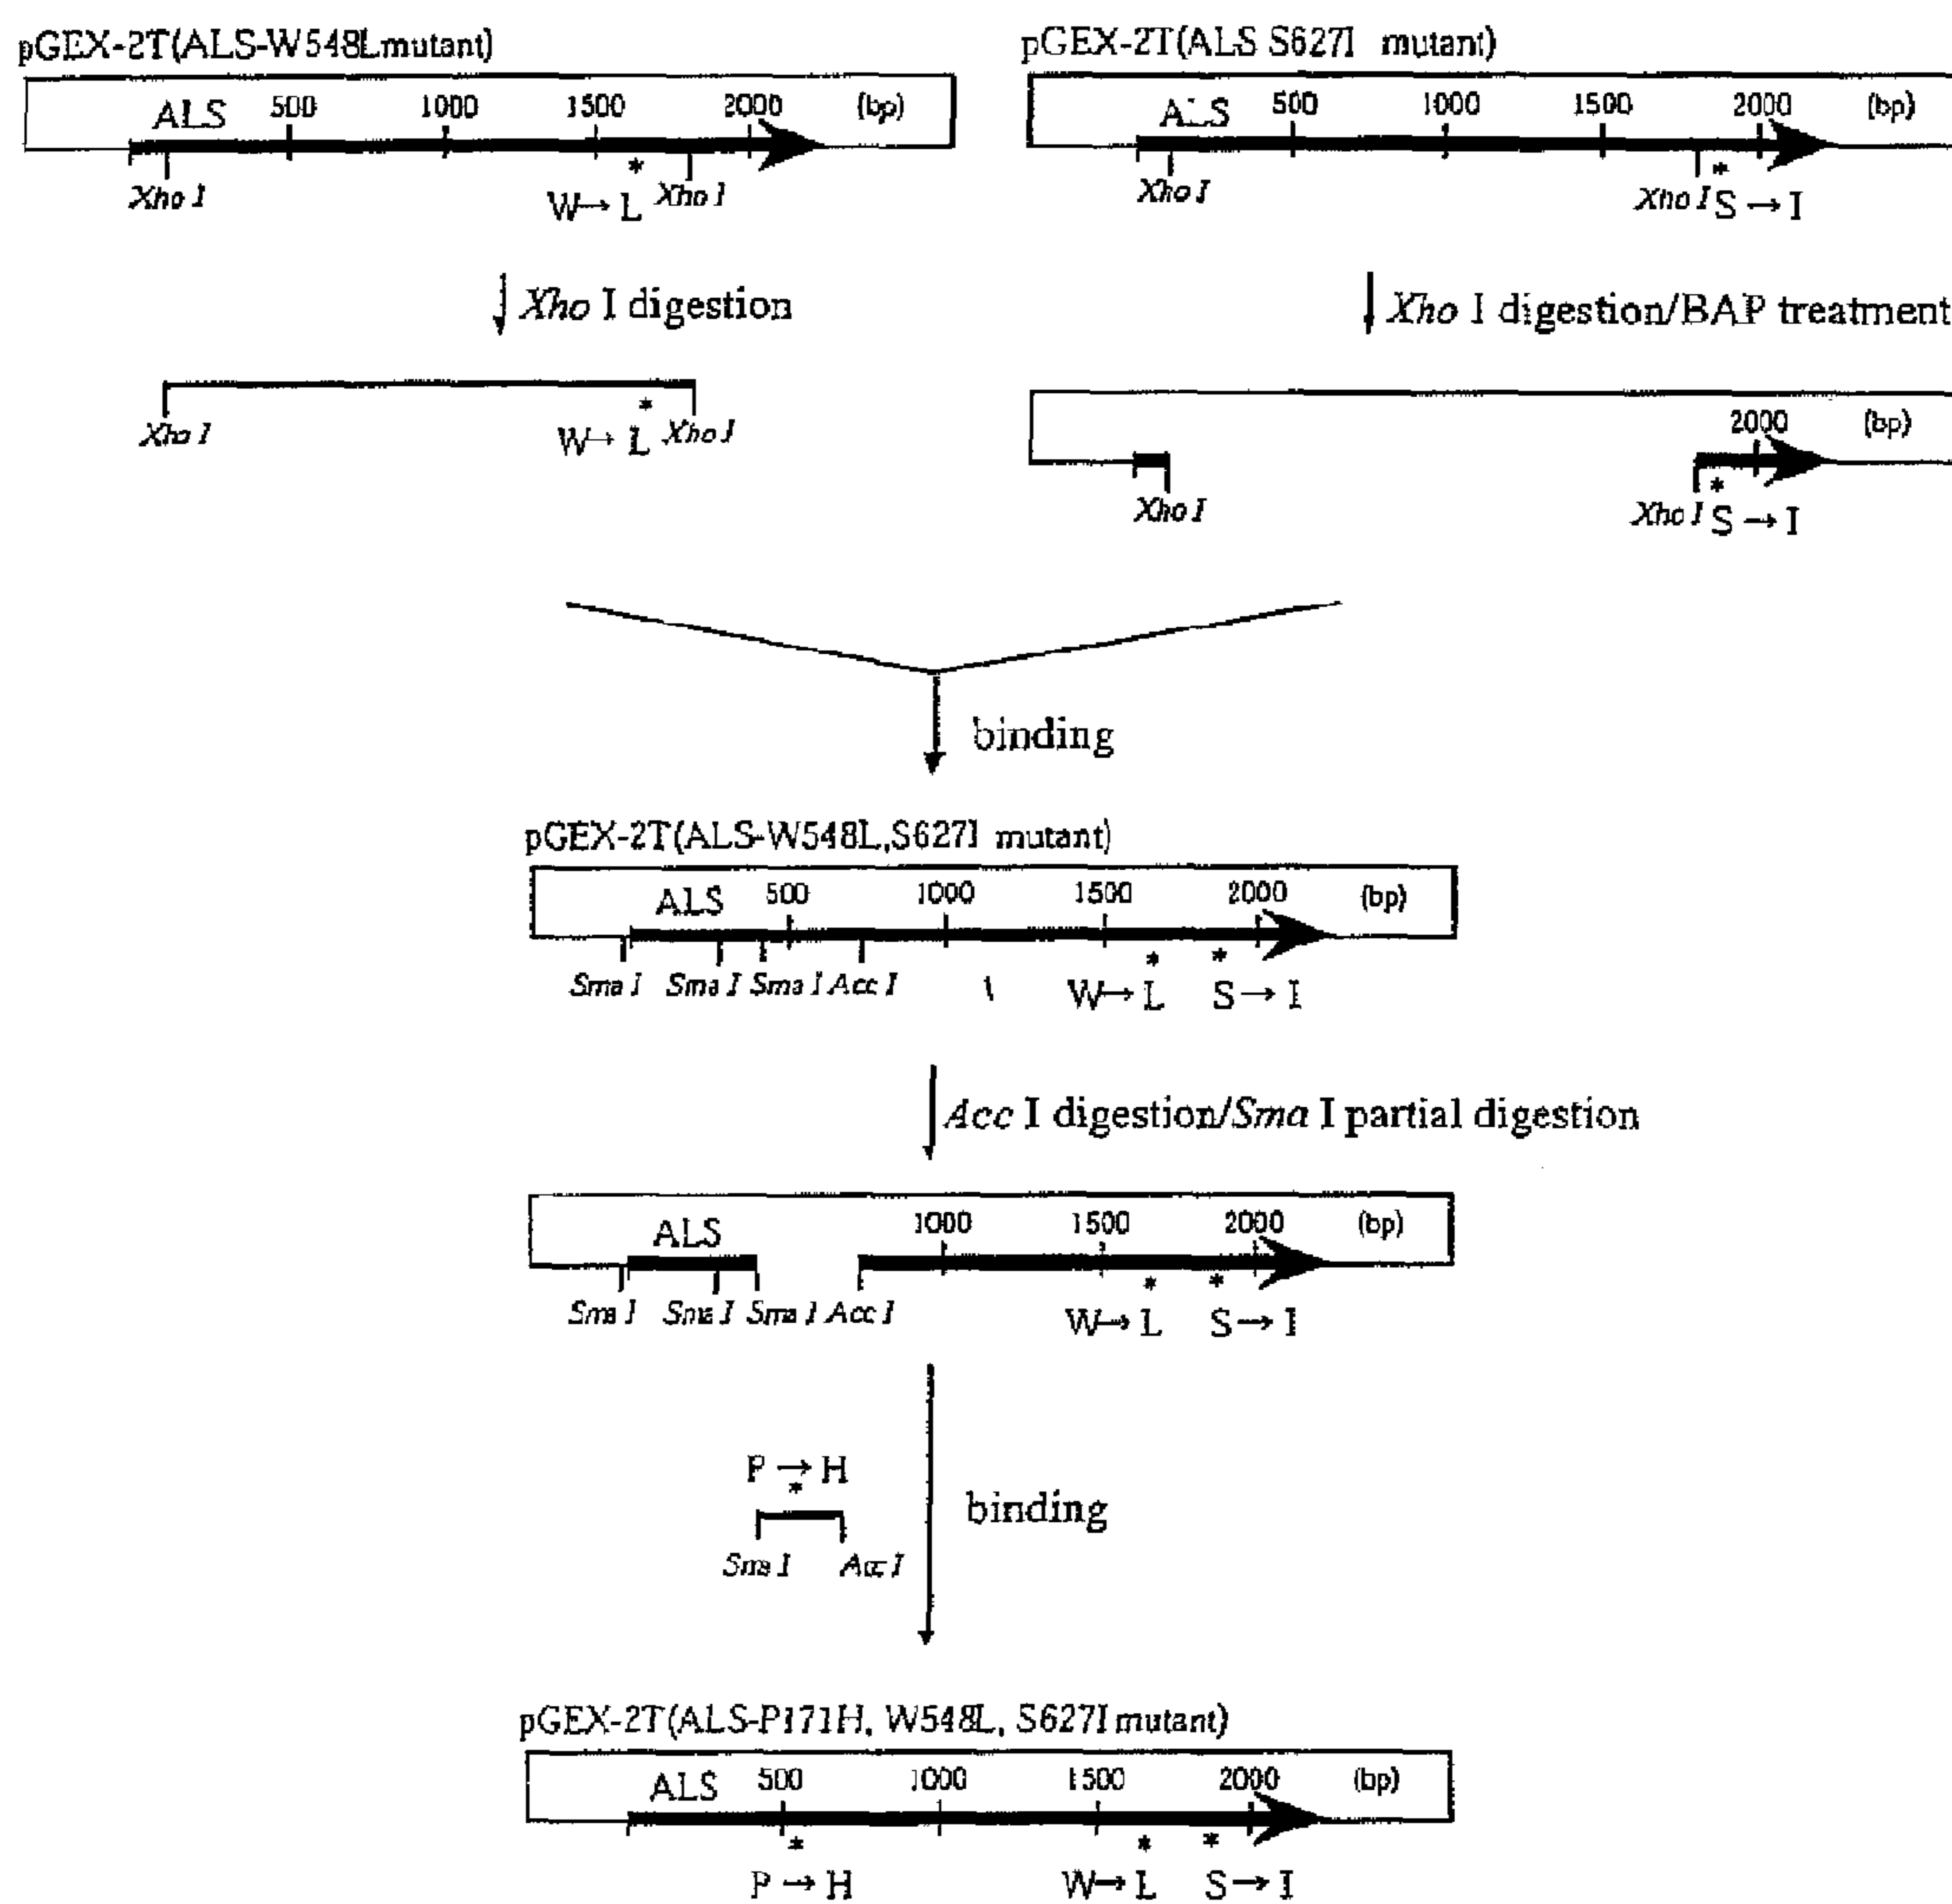 pGEX-2T(ALS-W548Lmutant)
ALS 500 1000 1500 2000 (bp)
Xho I W→L Xho I
pGEX-2T(ALS S627I mutant)
ALS 500 1000 1500 2000 (bp)
Xho I Xho I S→I
↓ Xho I digestion
↓ Xho I digestion/BAP treatment
Xho I W→L Xho I
2000 (bp)
Xho I Xho I S→I
binding
pGEX-2T(ALS-W548L,S627I mutant)
ALS 500 1000 1500 2000 (bp)
Sma I Sma I Sma I Acc I W→L S→I
Acc I digestion/Sma I partial digestion
ALS 1000 1500 2000 (bp)
Sma I Sma I Sma I Acc I W→L S→I
P→H
Sma I Acc I
binding
pGEX-2T(ALS-P171H, W548L, S627I mutant)
ALS 500 1000 1500 2000 (bp)
P→H W→L S→I